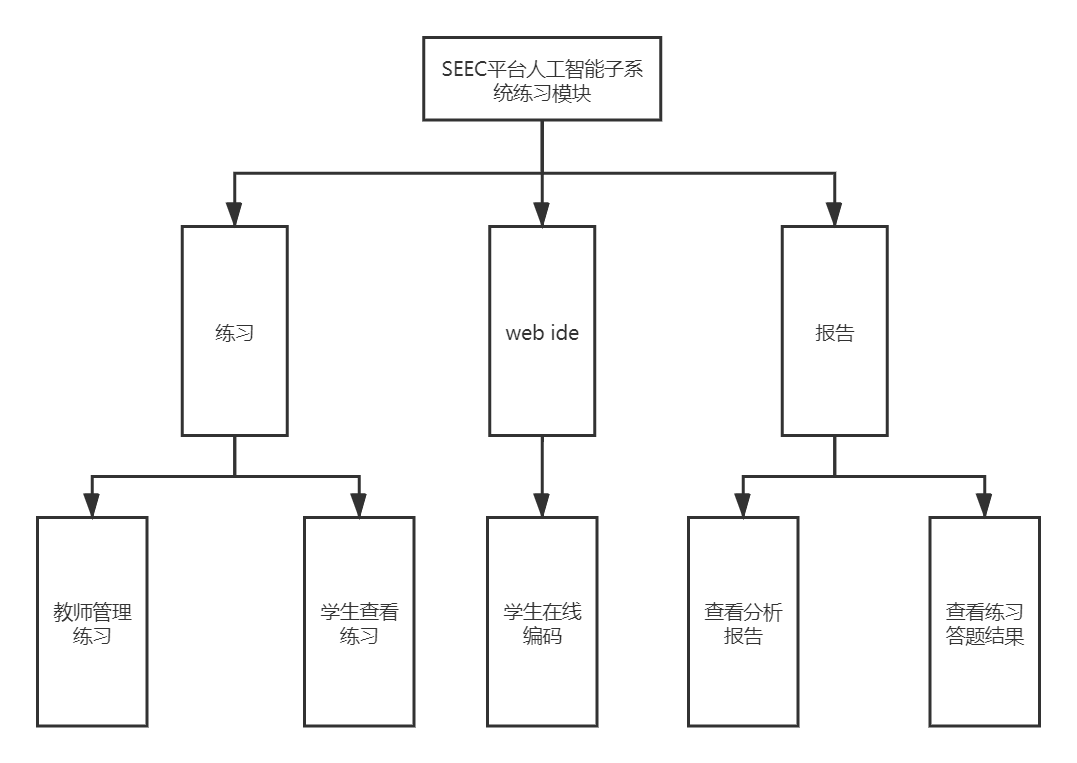 SEEC平台人工智能子系
统练习模块
练习
web ide
报告
教师管理
练习
学生查看
练习
学生在线
编码
查看分析
报告
查看练习
答题结果